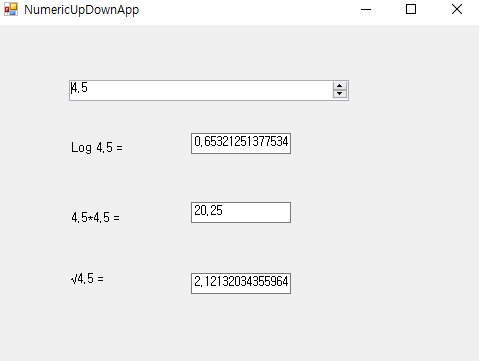 NumericUpDownApp
4.5
Log 4.5 = 0.65321251377534
4.5*4.5 = 20.25
√4.5 = 2.12132034355964